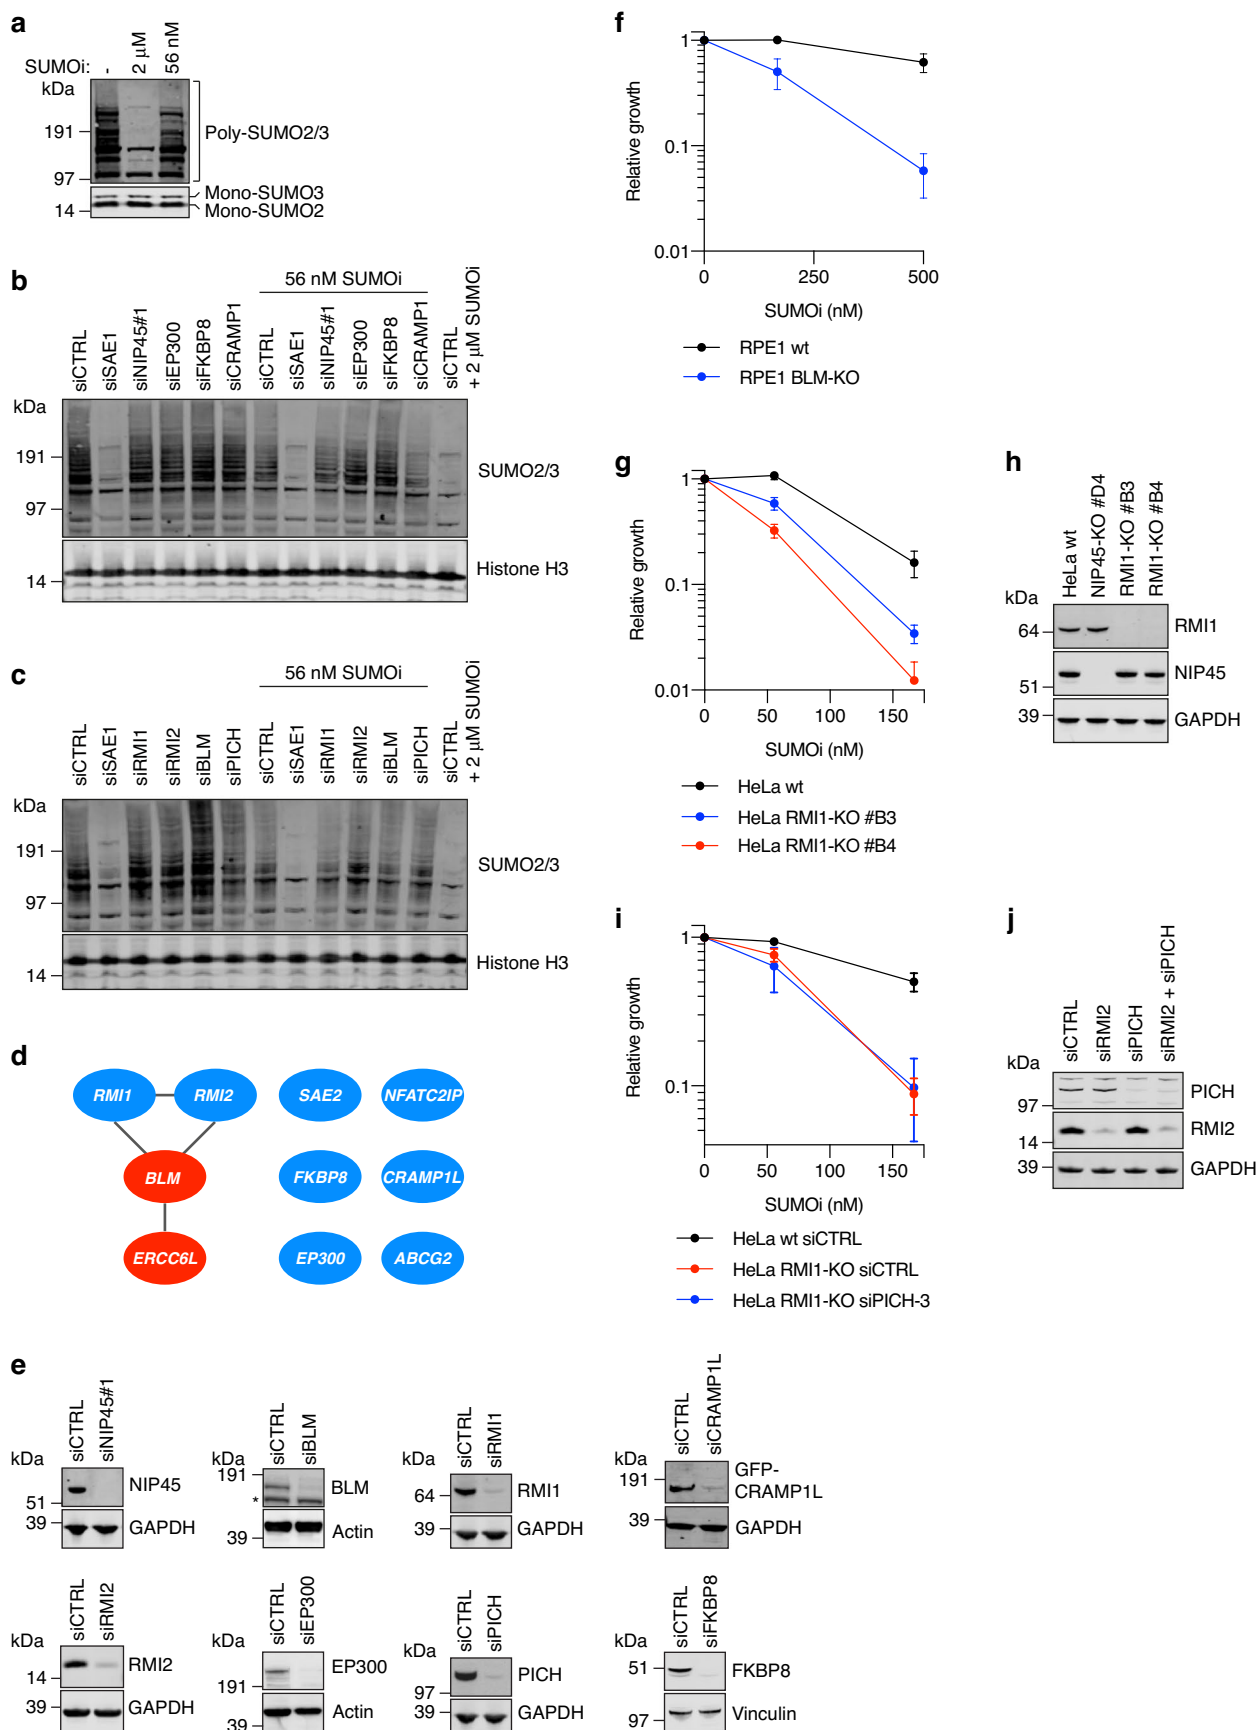 a
SUMOi: - 2 μM 56 nM
kDa
191
97
14
Poly-SUMO2/3
Mono-SUMO3
Mono-SUMO2
b
56 nM SUMOi
siCTRL siSAE1 siNIP45#1 siEP300 siFKBP8 siCRAMP1 siCTRL siSAE1 siNIP45#1 siEP300 siFKBP8 siCRAMP1 siCTRL + 2 μM SUMOi
kDa
191
97
14
SUMO2/3
Histone H3
c
56 nM SUMOi
siCTRL siSAE1 siRMI1 siRMI2 siBLM siPICH siCTRL siSAE1 siRMI1 siRMI2 siBLM siPICH siCTRL + 2 μM SUMOi
kDa
191
97
14
SUMO2/3
Histone H3
d
RMI1 RMI2 SAE2 NFATC2IP
BLM FKBP8 CRAMP1L
ERCC6L EP300 ABCG2
e
siCTRL siNIP45#1
kDa
51
39
NIP45
GAPDH
siCTRL siBLM
kDa
191
*
39
BLM
Actin
siCTRL siRMI1
kDa
64
39
RMI1
GAPDH
siCTRL siCRAMP1L
kDa
191
39
GFP-
CRAMP1L
GAPDH
siCTRL siRMI2
kDa
14
39
RMI2
GAPDH
siCTRL siEP300
kDa
191
39
EP300
Actin
siCTRL siPICH
kDa
97
39
PICH
GAPDH
siCTRL siFKBP8
kDa
51
97
FKBP8
Vinculin
f
Relative growth
1
0.1
0.01
0 250 500
SUMOi (nM)
RPE1 wt
RPE1 BLM-KO
g
Relative growth
1
0.1
0.01
0 50 100 150
SUMOi (nM)
HeLa wt
HeLa RMI1-KO #B3
HeLa RMI1-KO #B4
h
HeLa wt NIP45-KO #D4 RMI1-KO #B3 RMI1-KO #B4
kDa
64
51
39
RMI1
NIP45
GAPDH
i
Relative growth
1
0.1
0 50 100 150
SUMOi (nM)
HeLa wt siCTRL
HeLa RMI1-KO siCTRL
HeLa RMI1-KO siPICH-3
j
siCTRL siRMI2 siPICH siRMI2 + siPICH
kDa
97
14
39
PICH
RMI2
GAPDH